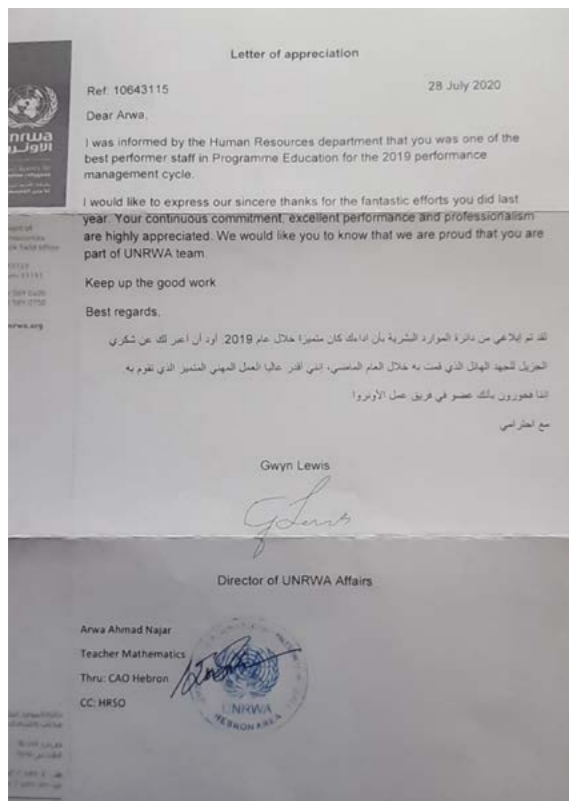 Letter of appreciation
Ref: 10643115
28 July 2020
Dear Arwa,
I was informed by the Human Resources department that you was one of the
best performer staff in Programme Education for the 2019 performance
management cycle.
I would like to express our sincere thanks for the fantastic efforts you did last
year. Your continuous commitment, excellent performance and professionalism
are highly appreciated. We would like you to know that we are proud that you are
part of UNRWA team.
Keep up the good work
Best regards,
لقد تم إبلاغي من دائرة الموارد البشرية بأن اداءك كان متميزا خلال عام 2019 أود أن أعبر لك عن شكري
الجزيل للجهد الهائل الذي قمت به خلال العام الماضي، إنني أقدر عاليا العمل المهني المتميز الذي تقوم به
اننا فخورون بأنك عضو في فريق عمل الأونروا
مع احترامي
Gwyn Lewis
Director of UNRWA Affairs
Arwa Ahmad Najar
Teacher Mathematics
Thru: CAO Hebron
CC: HRSO
UNRWA
HEBRON AREA
nrwa